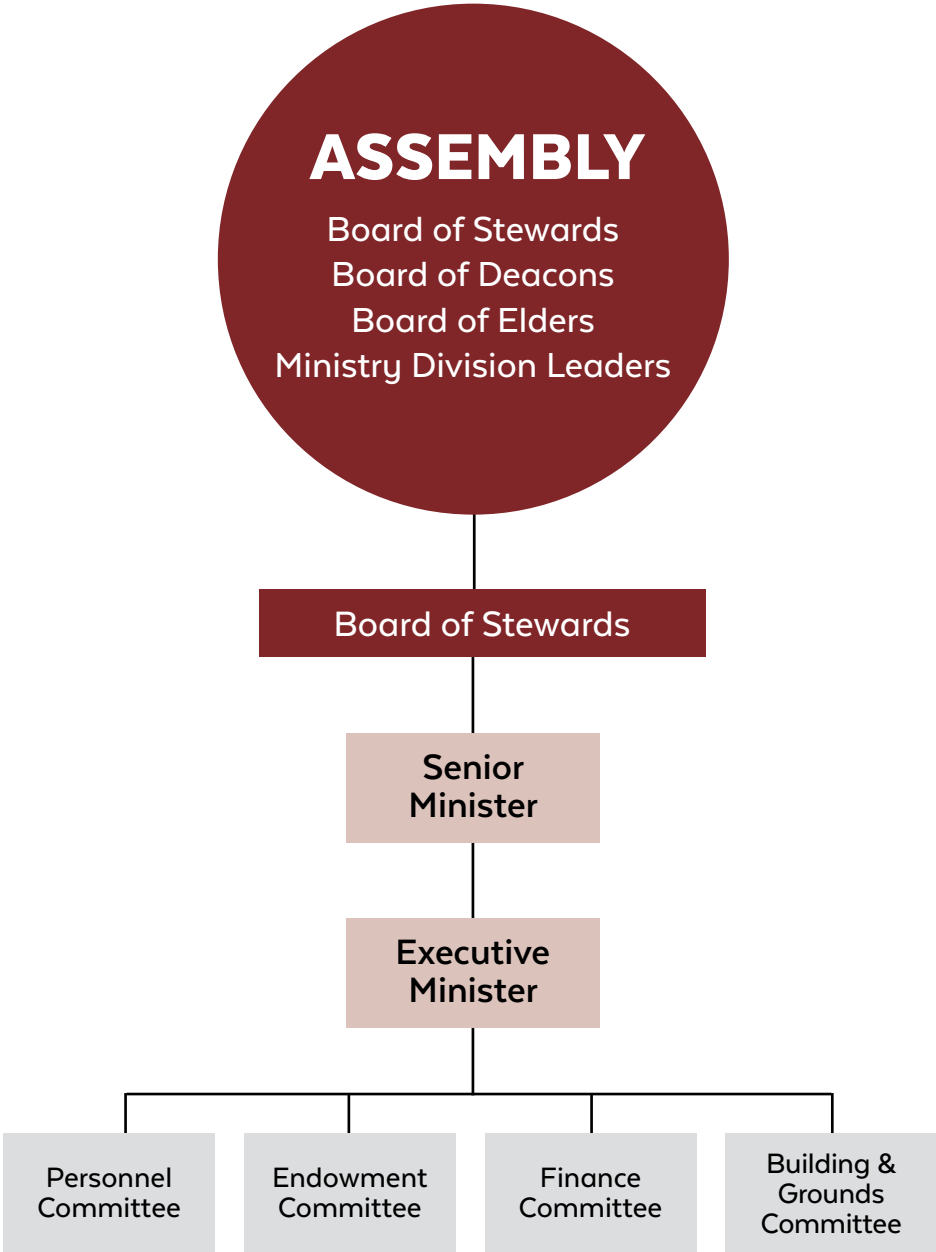 ASSEMBLY
Board of Stewards
Board of Deacons
Board of Elders
Ministry Division Leaders
Board of Stewards
Senior
Minister
Executive
Minister
Personnel
Committee
Endowment
Committee
Finance
Committee
Building &
Grounds
Committee